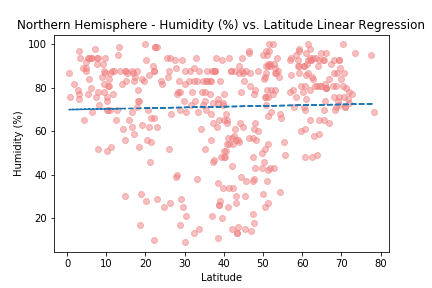 Northern Hemisphere - Humidity (%) vs. Latitude Linear Regression
100
80
60
40
20
Humidity (%)
0 10 20 30 40 50 60 70 80
Latitude